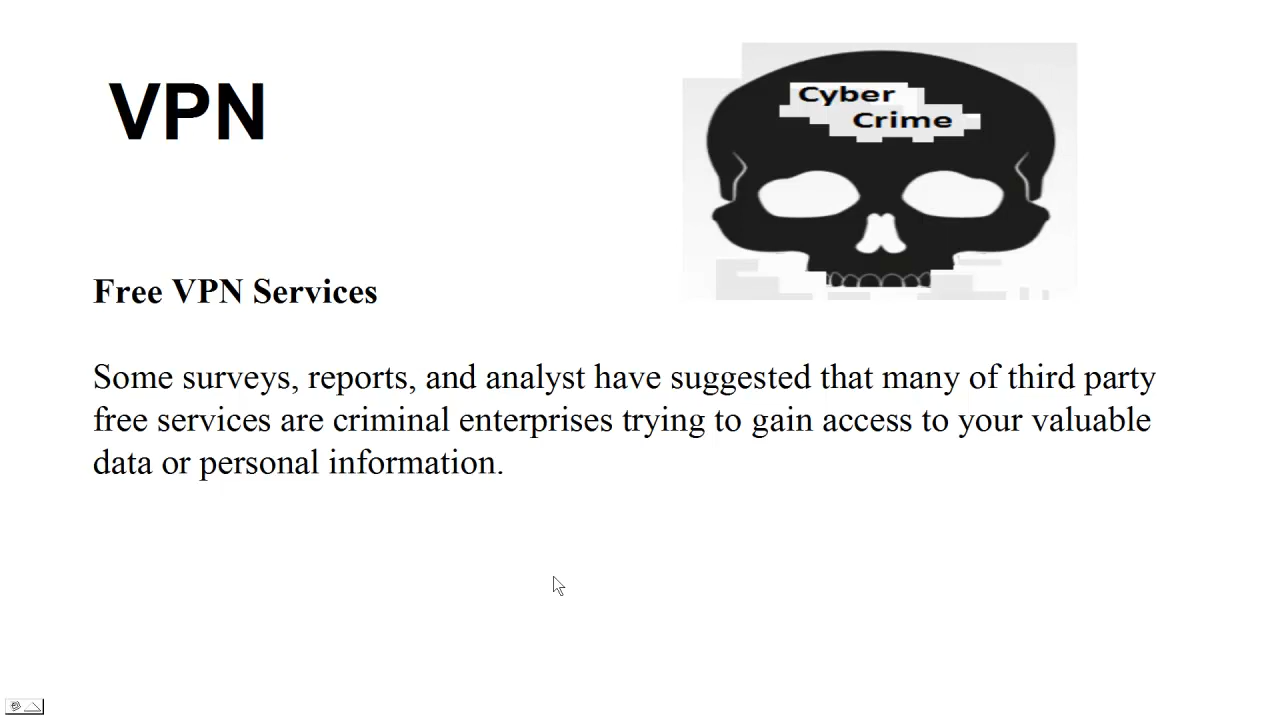 VPN
Cyber
Crime
Free VPN Services
Some surveys, reports, and analyst have suggested that many of third party
free services are criminal enterprises trying to gain access to your valuable
data or personal information.